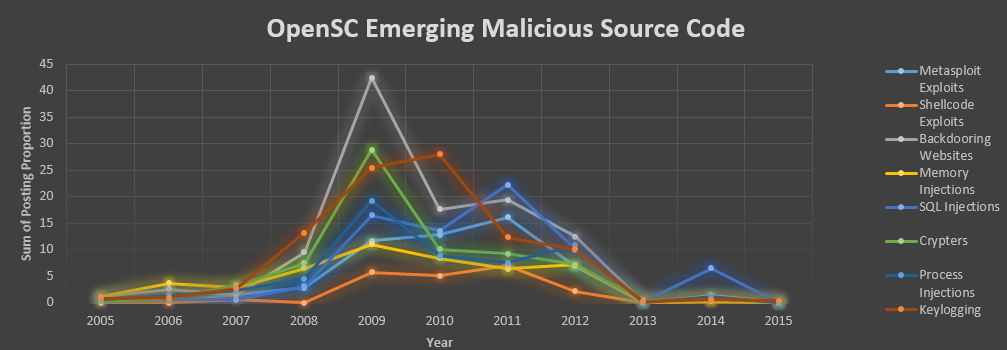 OpenSC Emerging Malicious Source Code
Sum of Posting Proportion
45
40
35
30
25
20
15
10
5
0
2005 2006 2007 2008 2009 2010 2011 2012 2013 2014 2015
Year
Metasploit
Exploits
Shellcode
Exploits
Backdooring
Websites
Memory
Injections
SQL Injections
Crypters
Process
Injections
Keylogging